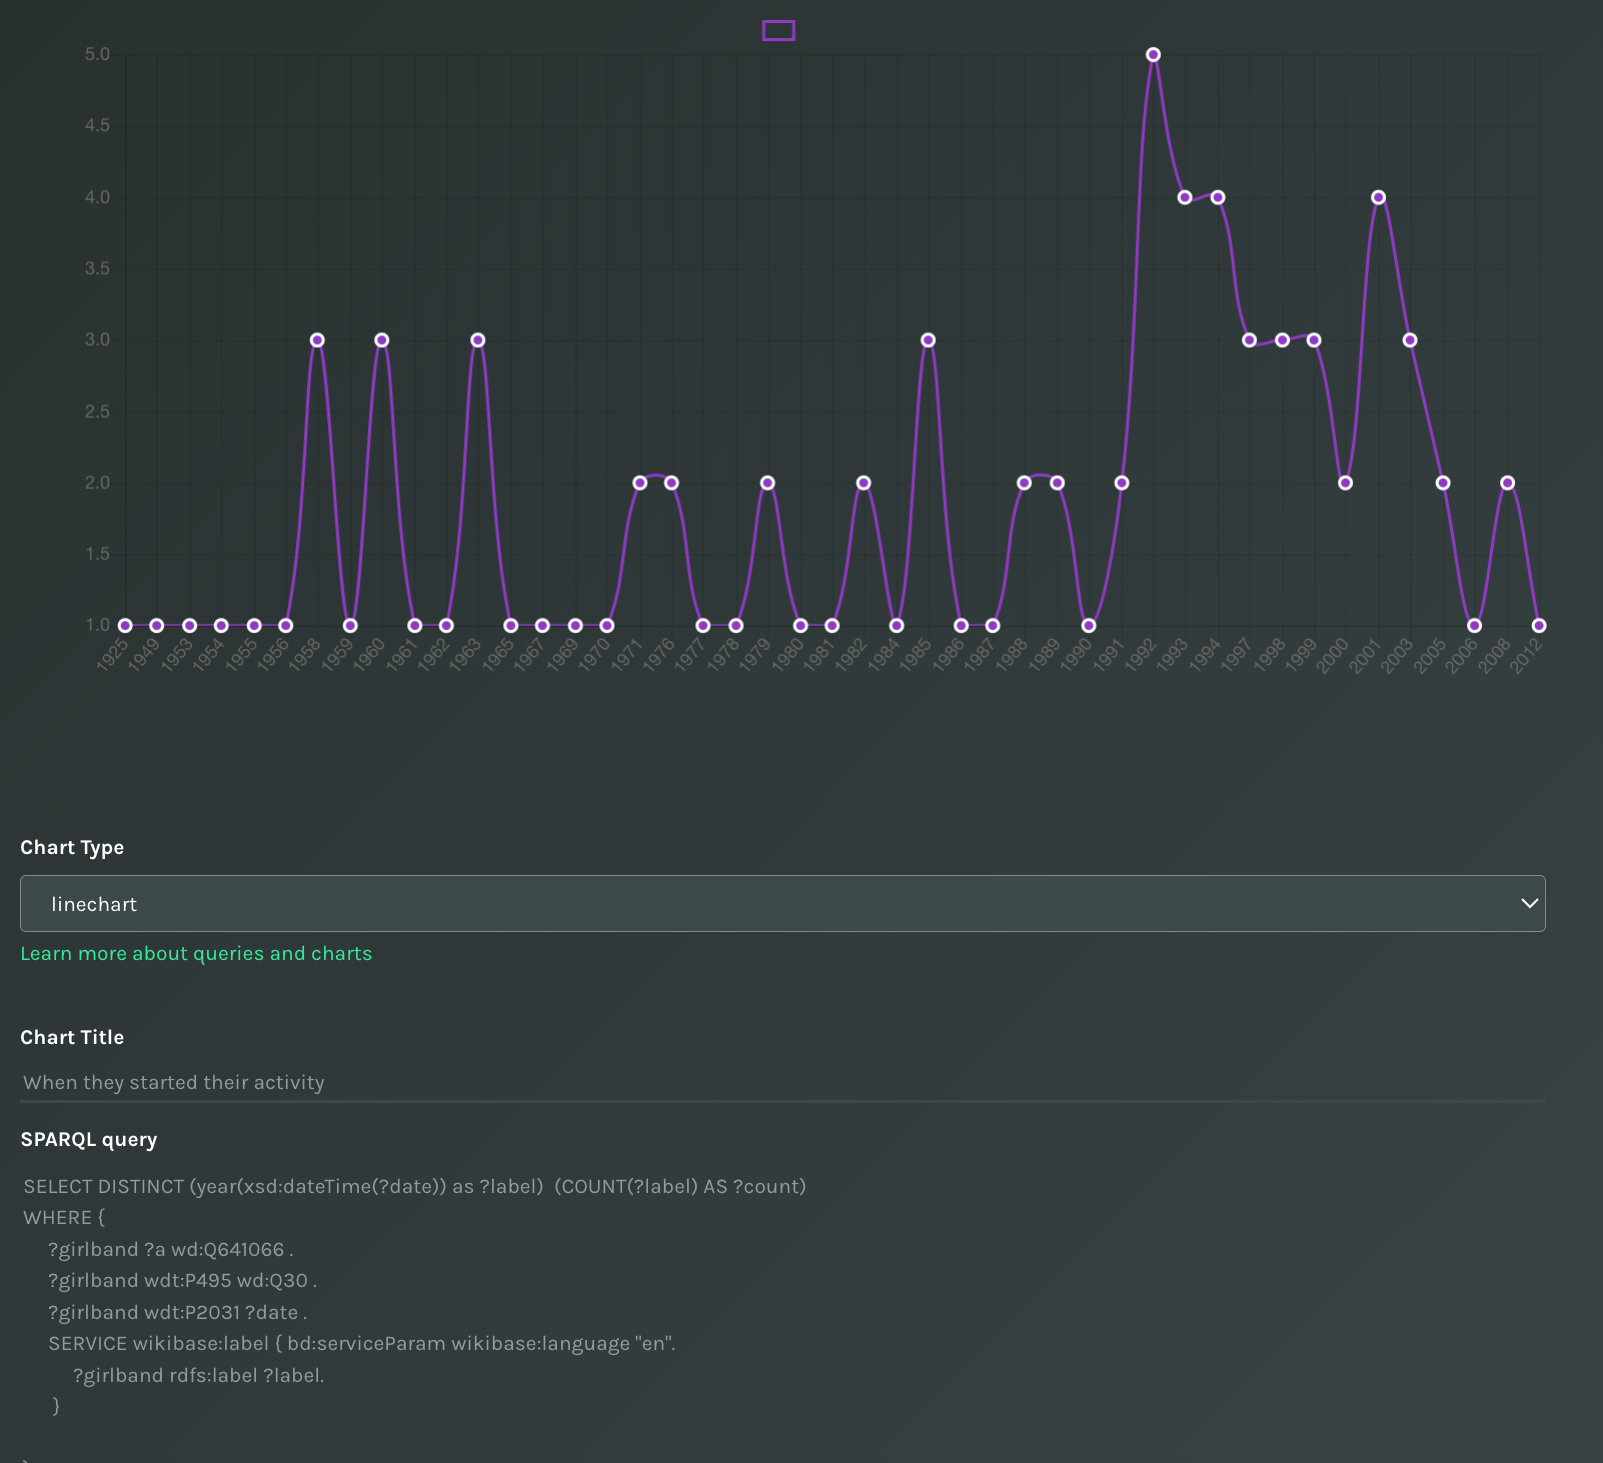 5.0
4.5
4.0
3.5
3.0
2.5
2.0
1.5
1.0
1925 1949 1953 1954 1955 1956 1958 1959 1960 1961 1962 1963 1965 1967 1969 1970 1971 1976 1977 1978 1979 1980 1981 1982 1984 1985 1986 1987 1988 1989 1990 1991 1992 1993 1994 1997 1998 1999 2000 2001 2003 2005 2006 2008 2012
Chart Type
linechart
Learn more about queries and charts
Chart Title
When they started their activity
SPARQL query
SELECT DISTINCT (year(xsd:dateTime(?date)) as ?label)  (COUNT(?label) AS ?count)
WHERE {
?girlband ?a wd:Q641066 .
?girlband wdt:P495 wd:Q30 .
?girlband wdt:P2031 ?date .
SERVICE wikibase:label { bd:serviceParam wikibase:language "en".
?girlband rdfs:label ?label.
}